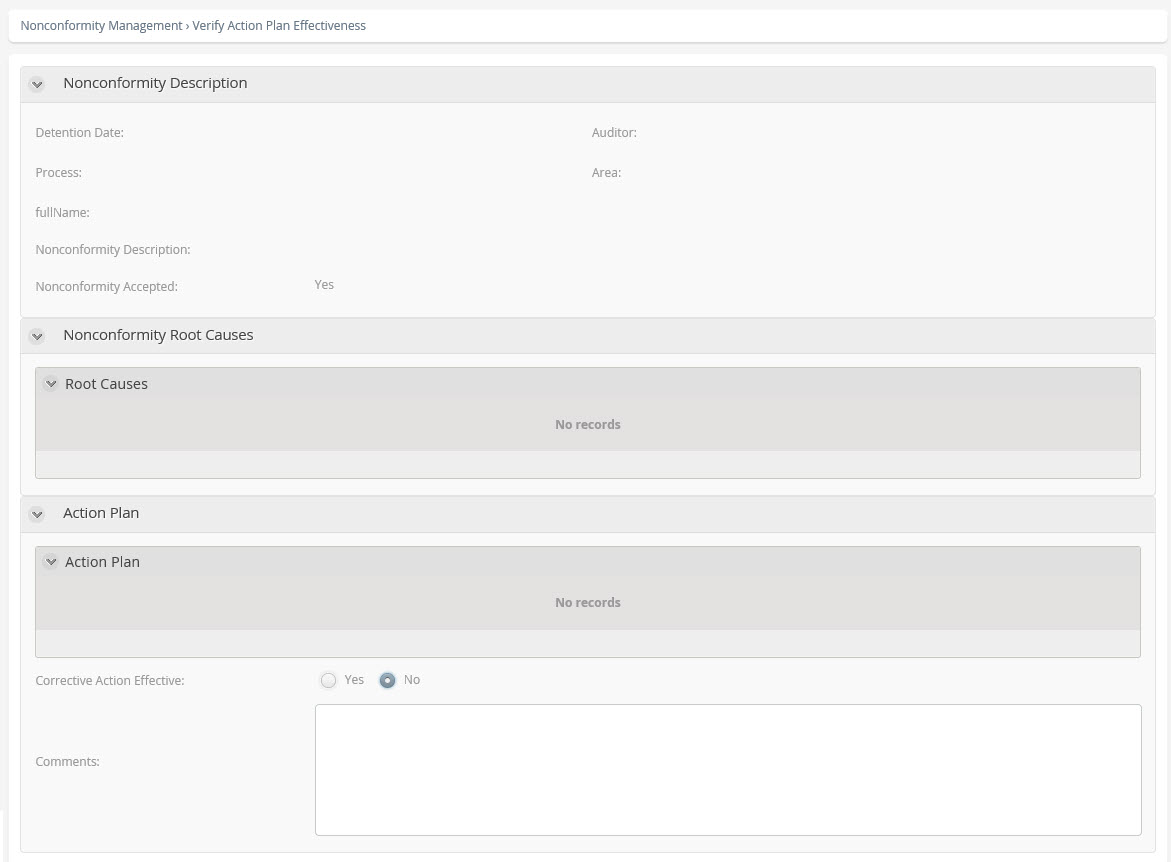 Nonconformity Management › Verify Action Plan Effectiveness
Nonconformity Description
Detention Date:
Auditor:
Process:
Area:
fullName:
Nonconformity Description:
Nonconformity Accepted:
Yes
Nonconformity Root Causes
Root Causes
No records
Action Plan
Action Plan
No records
Corrective Action Effective:
Yes
No
Comments: